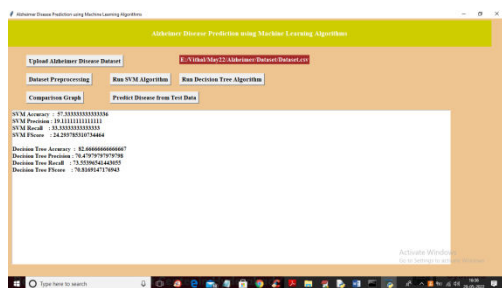 Alzheimer Disease Prediction using Machine Learning Algorithms
Alzheimer Disease Prediction using Machine Learning Algorithms
Upload Alzheimer Disease Dataset
E:/Vithal/May22/Alzheimer/Dataset/Dataset.csv
Dataset Preprocessing
Run SVM Algorithm
Run Decision Tree Algorithm
Comparison Graph
Predict Disease from Test Data
SVM Accuracy : 57.333333333333336
SVM Precision : 19.11111111111111
SVM Recall : 33.33333333333333
SVM FScore : 24.293785310734464
Decision Tree Accuracy : 82.66666666666667
Decision Tree Precision : 70.47979797979798
Decision Tree Recall : 73.55396541443055
Decision Tree FScore : 70.8169147176943
Activate Windows
Go to Settings to activate Windows.
Type here to search